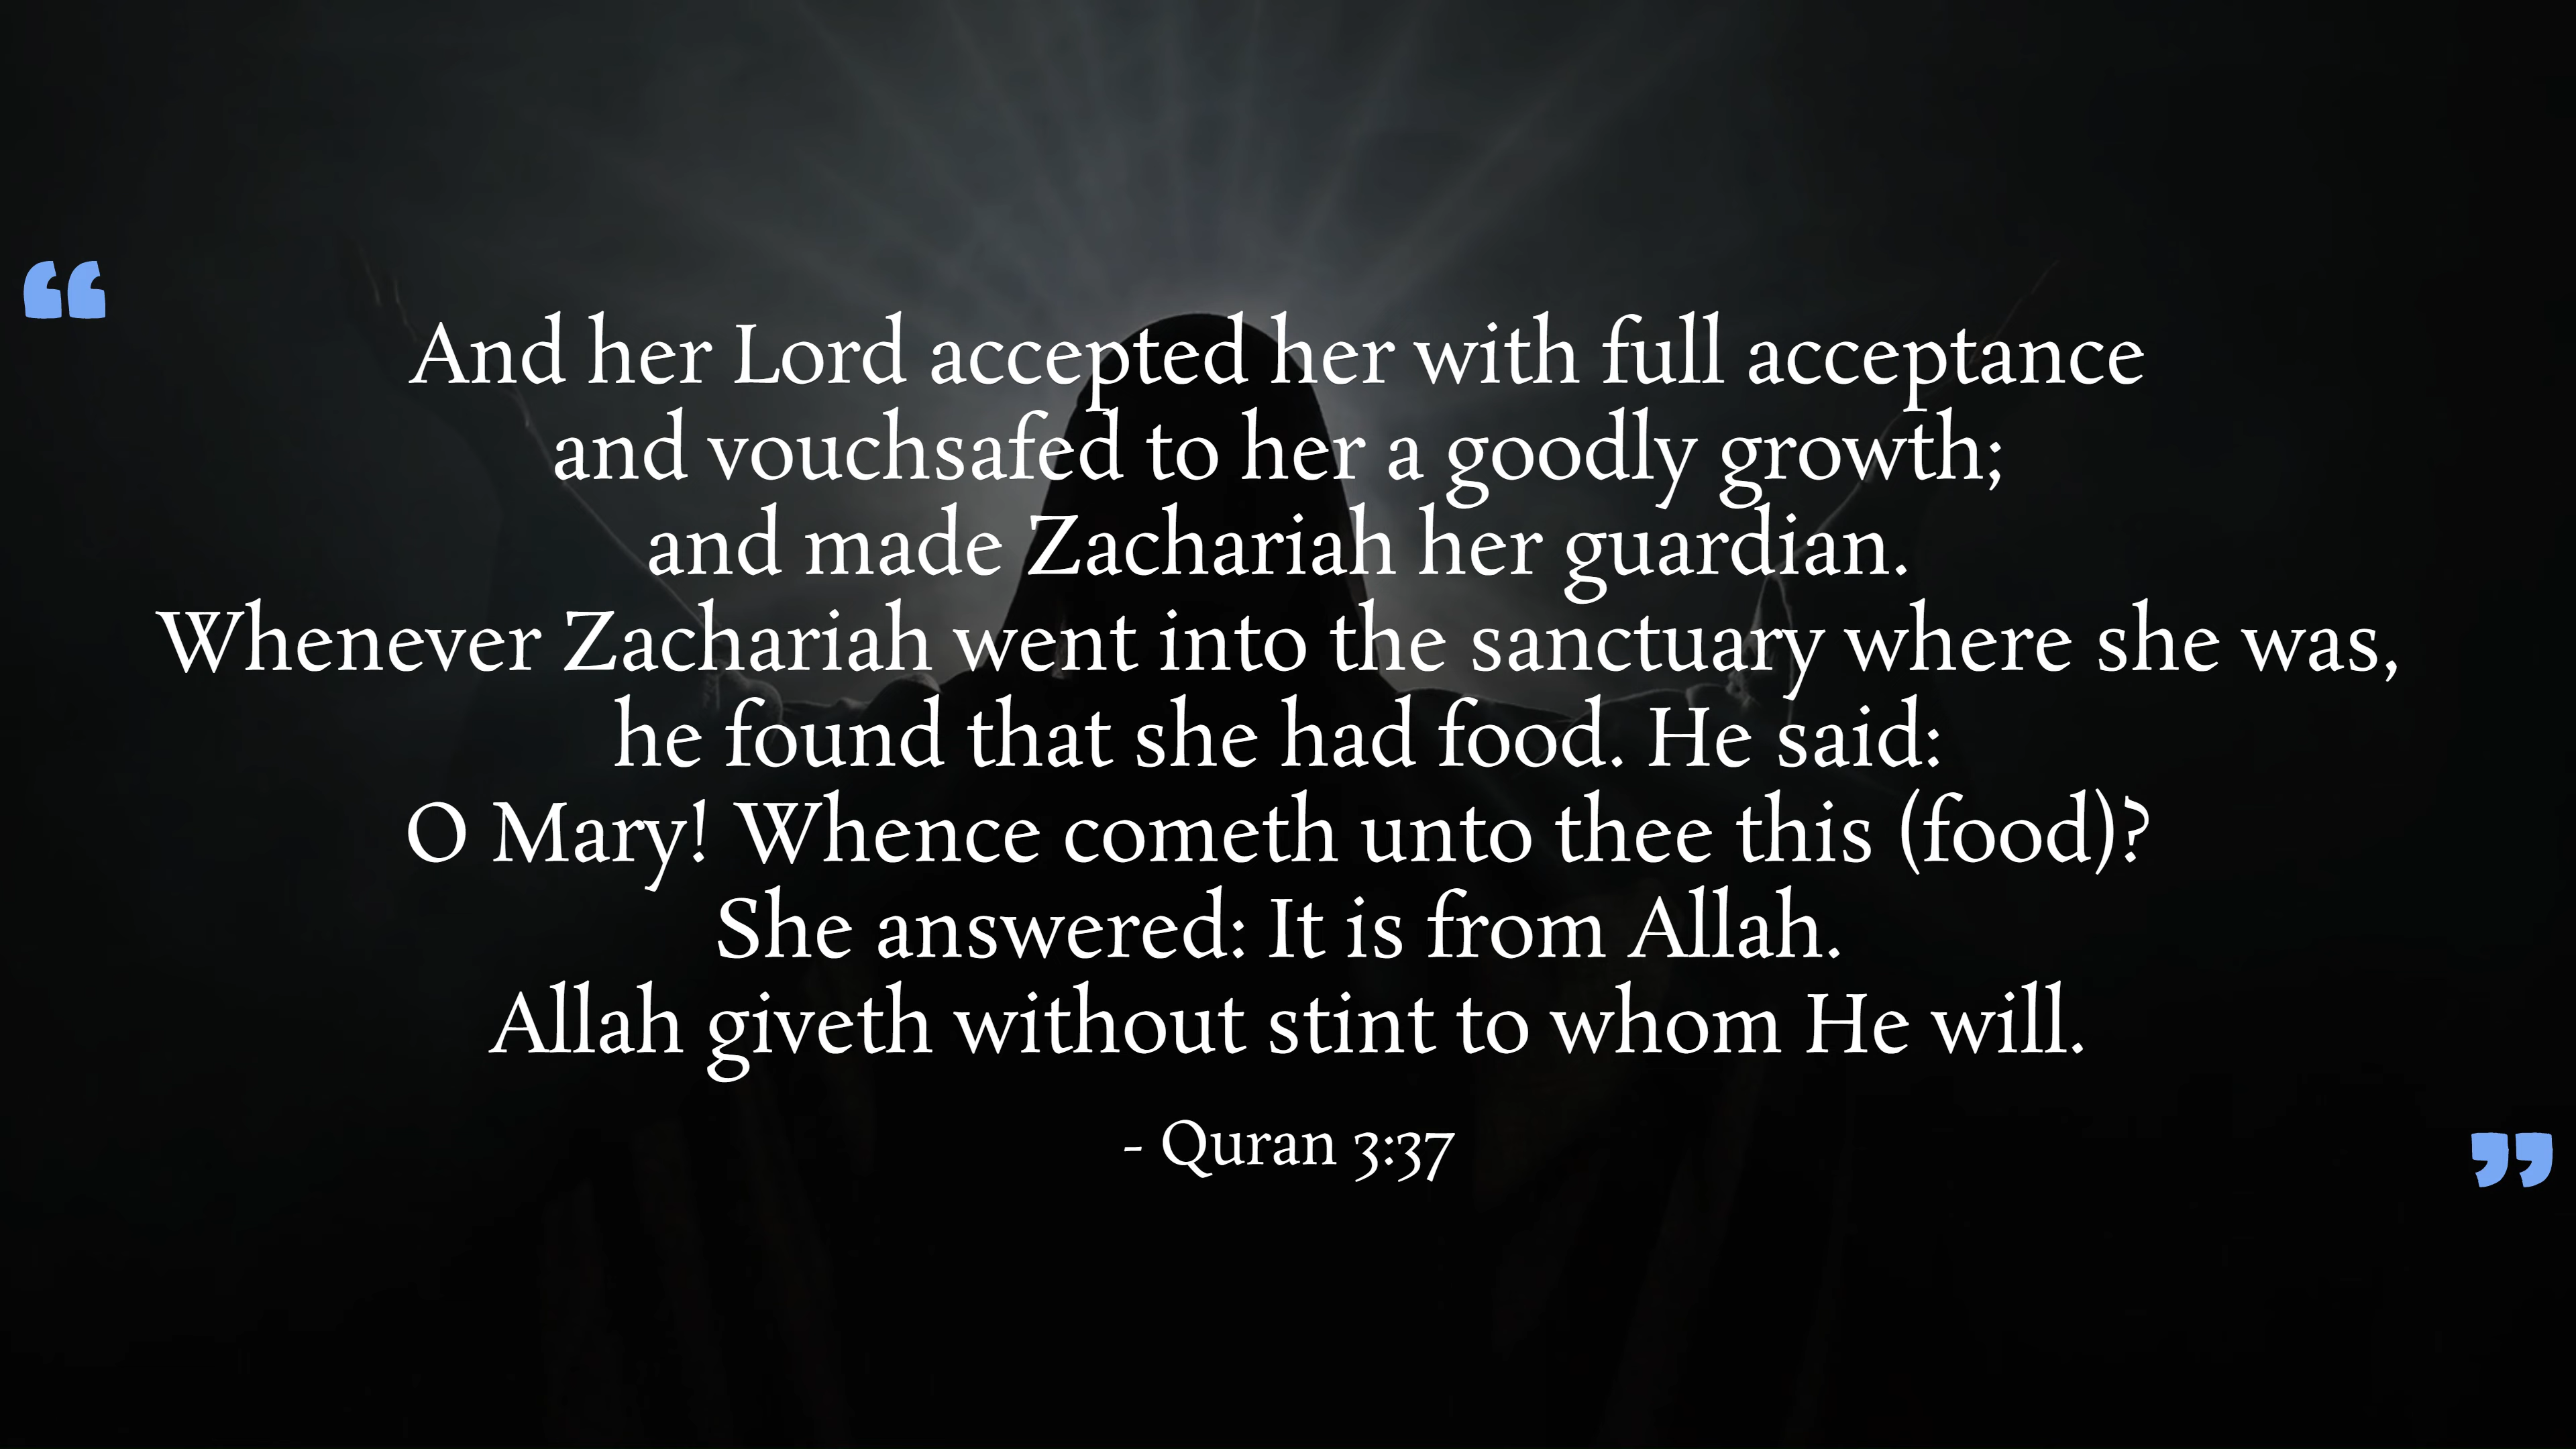 “
And her Lord accepted her with full acceptance
and vouchsafed to her a goodly growth;
and made Zachariah her guardian.
Whenever Zachariah went into the sanctuary where she was,
he found that she had food. He said:
O Mary! Whence cometh unto thee this (food)?
She answered: It is from Allah.
Allah giveth without stint to whom He will.
- Quran 3:37
”